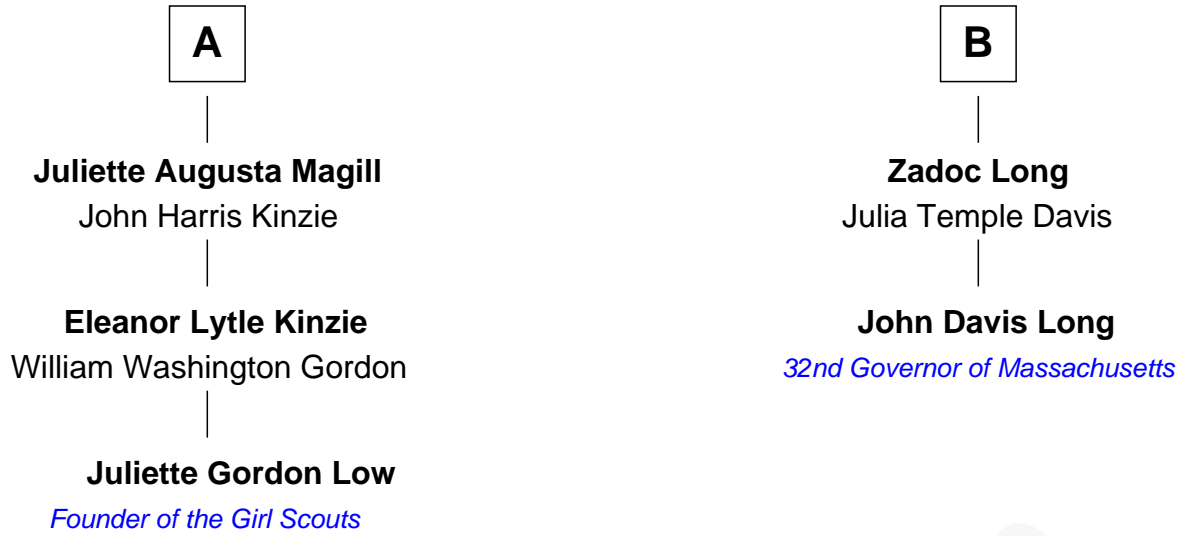 A
Juliette Augusta Magill
John Harris Kinzie
Eleanor Lytle Kinzie
William Washington Gordon
Juliette Gordon Low
Founder of the Girl Scouts
B
Zadoc Long
Julia Temple Davis
John Davis Long
32nd Governor of Massachusetts